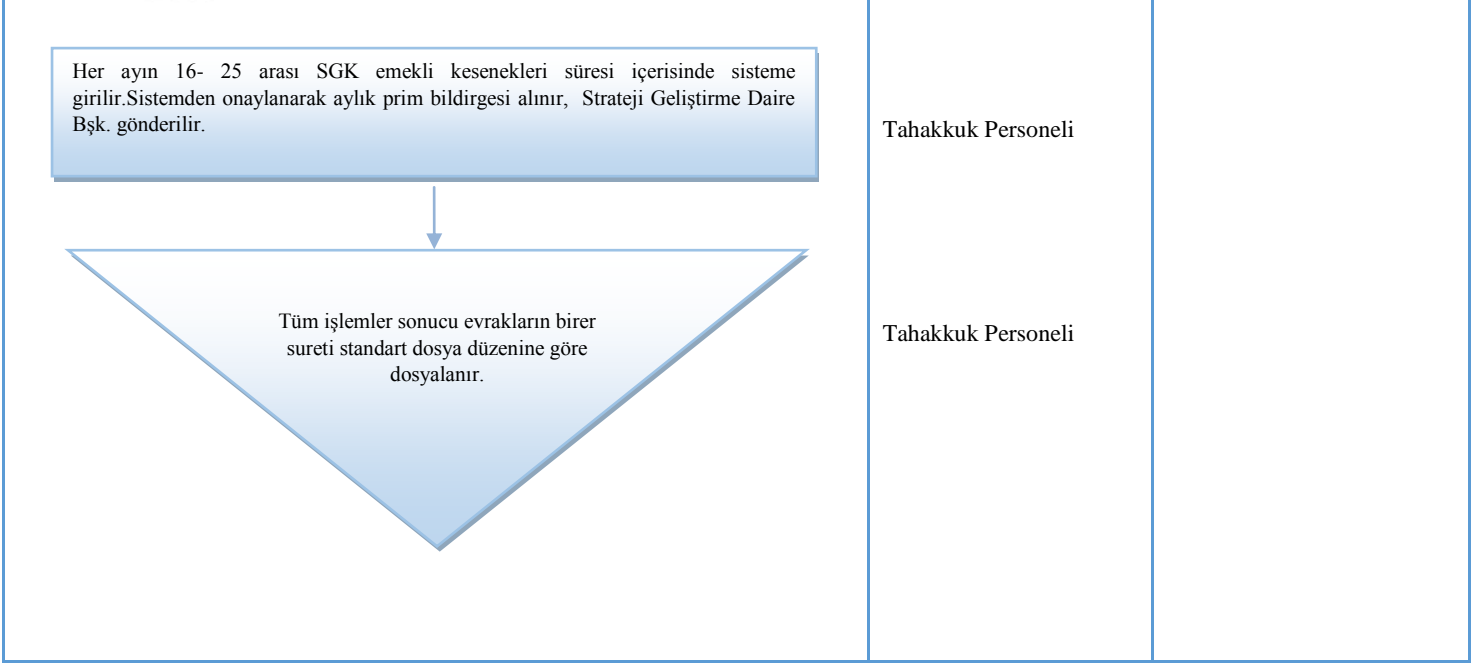 Her ayın 16- 25 arası SGK emekli kesenekleri süresi içerisinde sisteme
girilir.Sistemden onaylanarak aylık prim bildirgesi alınır, Strateji Geliştirme Daire
Bşk. gönderilir.
Tahakkuk Personeli
Tüm işlemler sonucu evrakların birer
sureti standart dosya düzenine göre
dosyalanır.
Tahakkuk Personeli